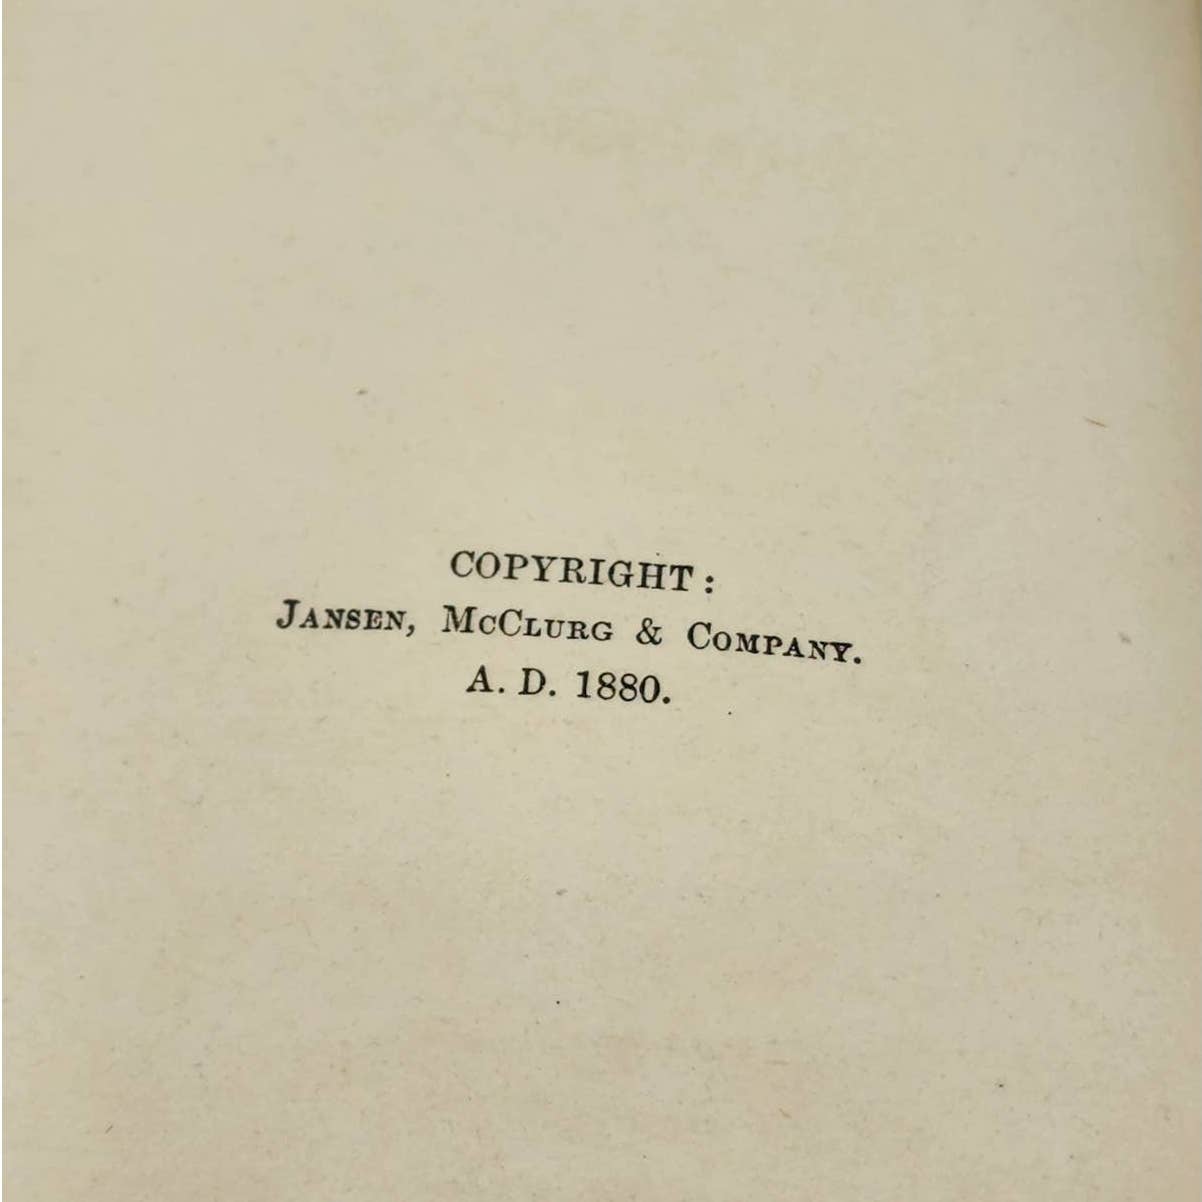 COPYRIGHT:
JANSEN, MCCLURG & COMPANY.
A. D. 1880.